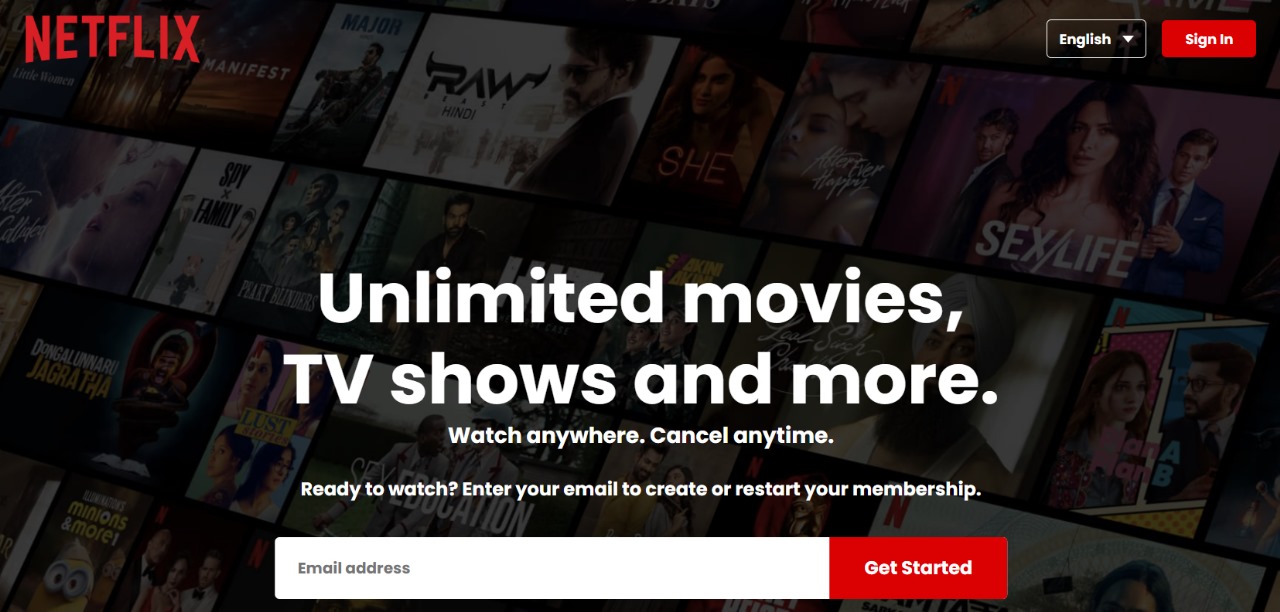 NETFLIX
English
Sign In
Little Women
MANIFEST
MAJOR
RAW
BEAST
HINDI
SHE
After Ever
Happy
SEX/LIFE
After
We Collided
SPY
×
FAMILY
PEAKY BLINDERS
DONGALUNNARU
JAGRATHA
LUST
stories
SEX EDUCATION
ILLUMINATION'S
minions
&more!
Unlimited movies,
TV shows and more.
Watch anywhere. Cancel anytime.
Ready to watch? Enter your email to create or restart your membership.
Email address
Get Started